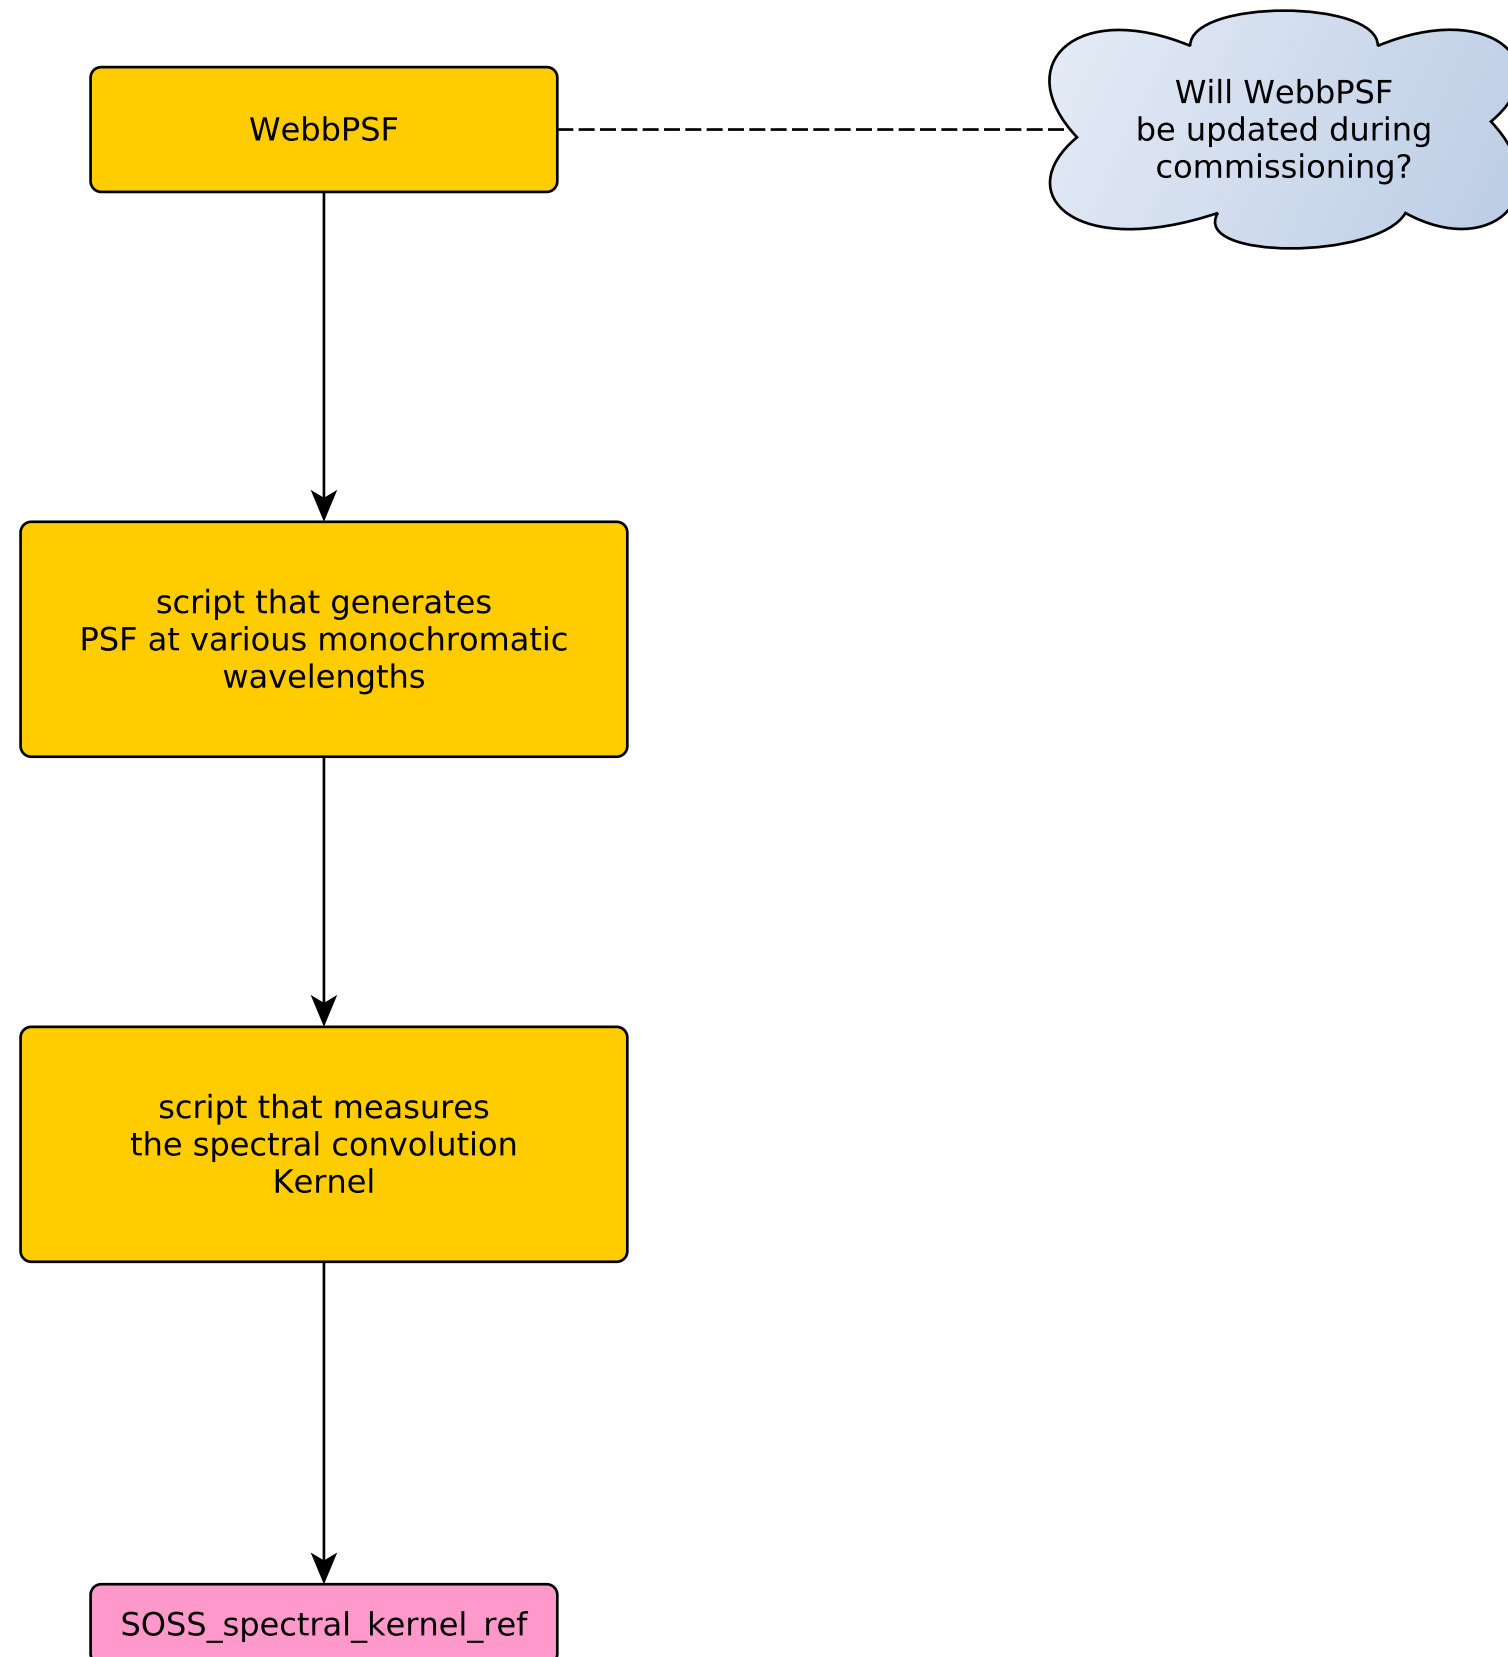 WebbPSF
Will WebbPSF
be updated during
commissioning?
script that generates
PSF at various monochromatic
wavelengths
script that measures
the spectral convolution
Kernel
SOSS_spectral_kernel_ref